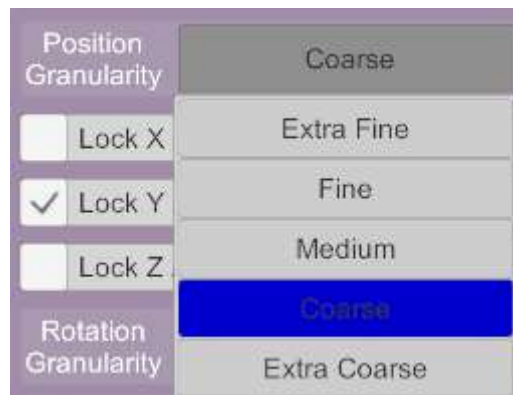 Position
Granularity
Coarse
Lock X
Extra Fine
Lock Y
Fine
Lock Z
Medium
Coarse
Rotation
Granularity
Extra Coarse